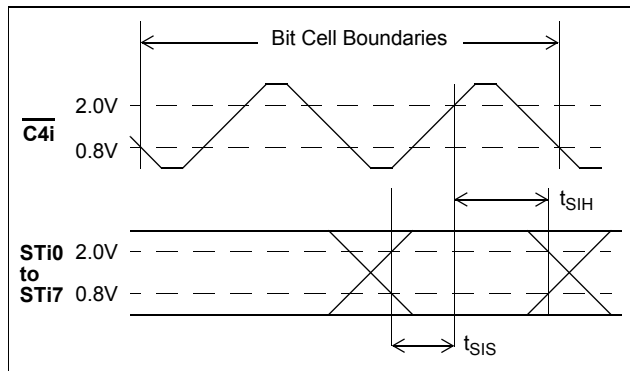 Bit Cell Boundaries
2.0V
C4i
0.8V
tSIH
STi0
2.0V
to
STi7
0.8V
tSIS